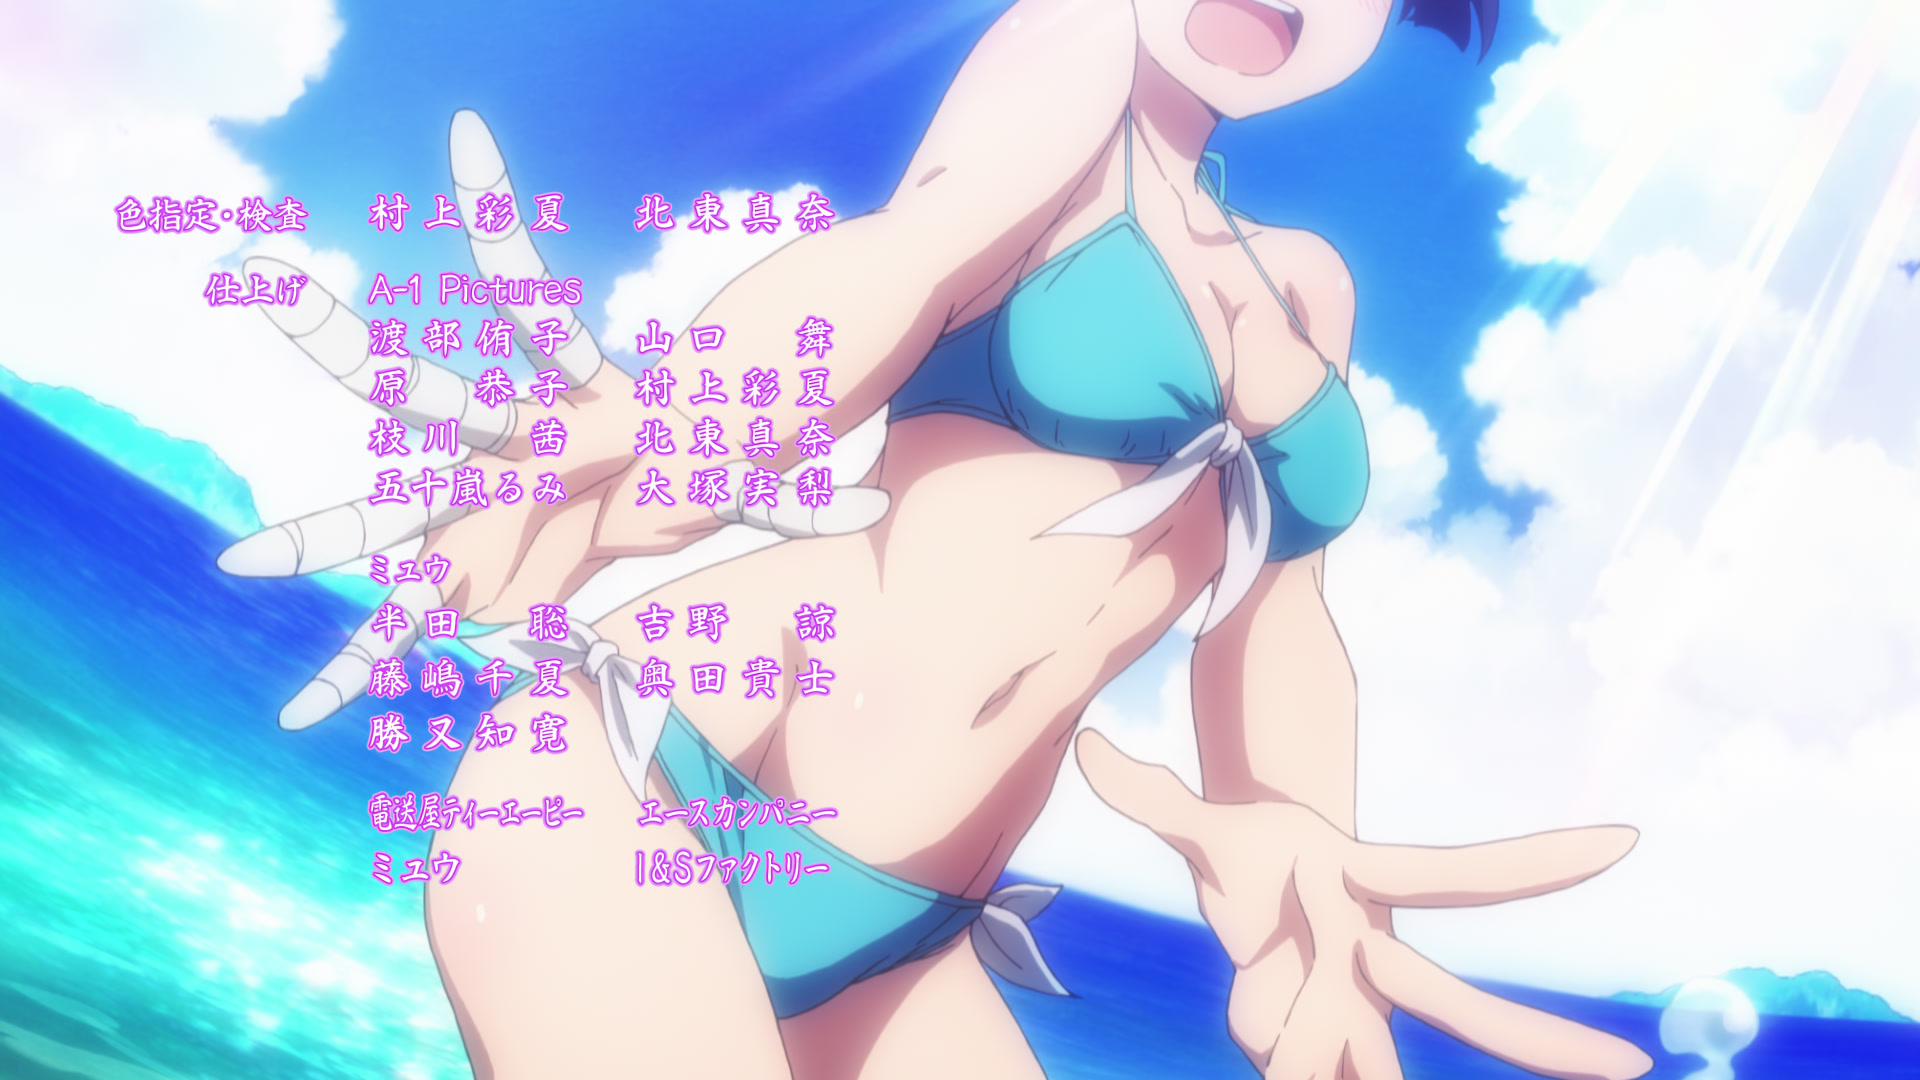 色指定・検査 村上彩夏 北東真奈
仕上げ A-1 Pictures
渡部侑子 山口舞
原恭子 村上彩夏
枝川茜 北東真奈
五十嵐るみ 大塚実梨
ミュウ
半田聡 吉野諒
藤嶋千夏 奥田貴士
勝又知寛
電送屋ティーエーピー エースカンパニー
ミュウ I&Sファクトリー